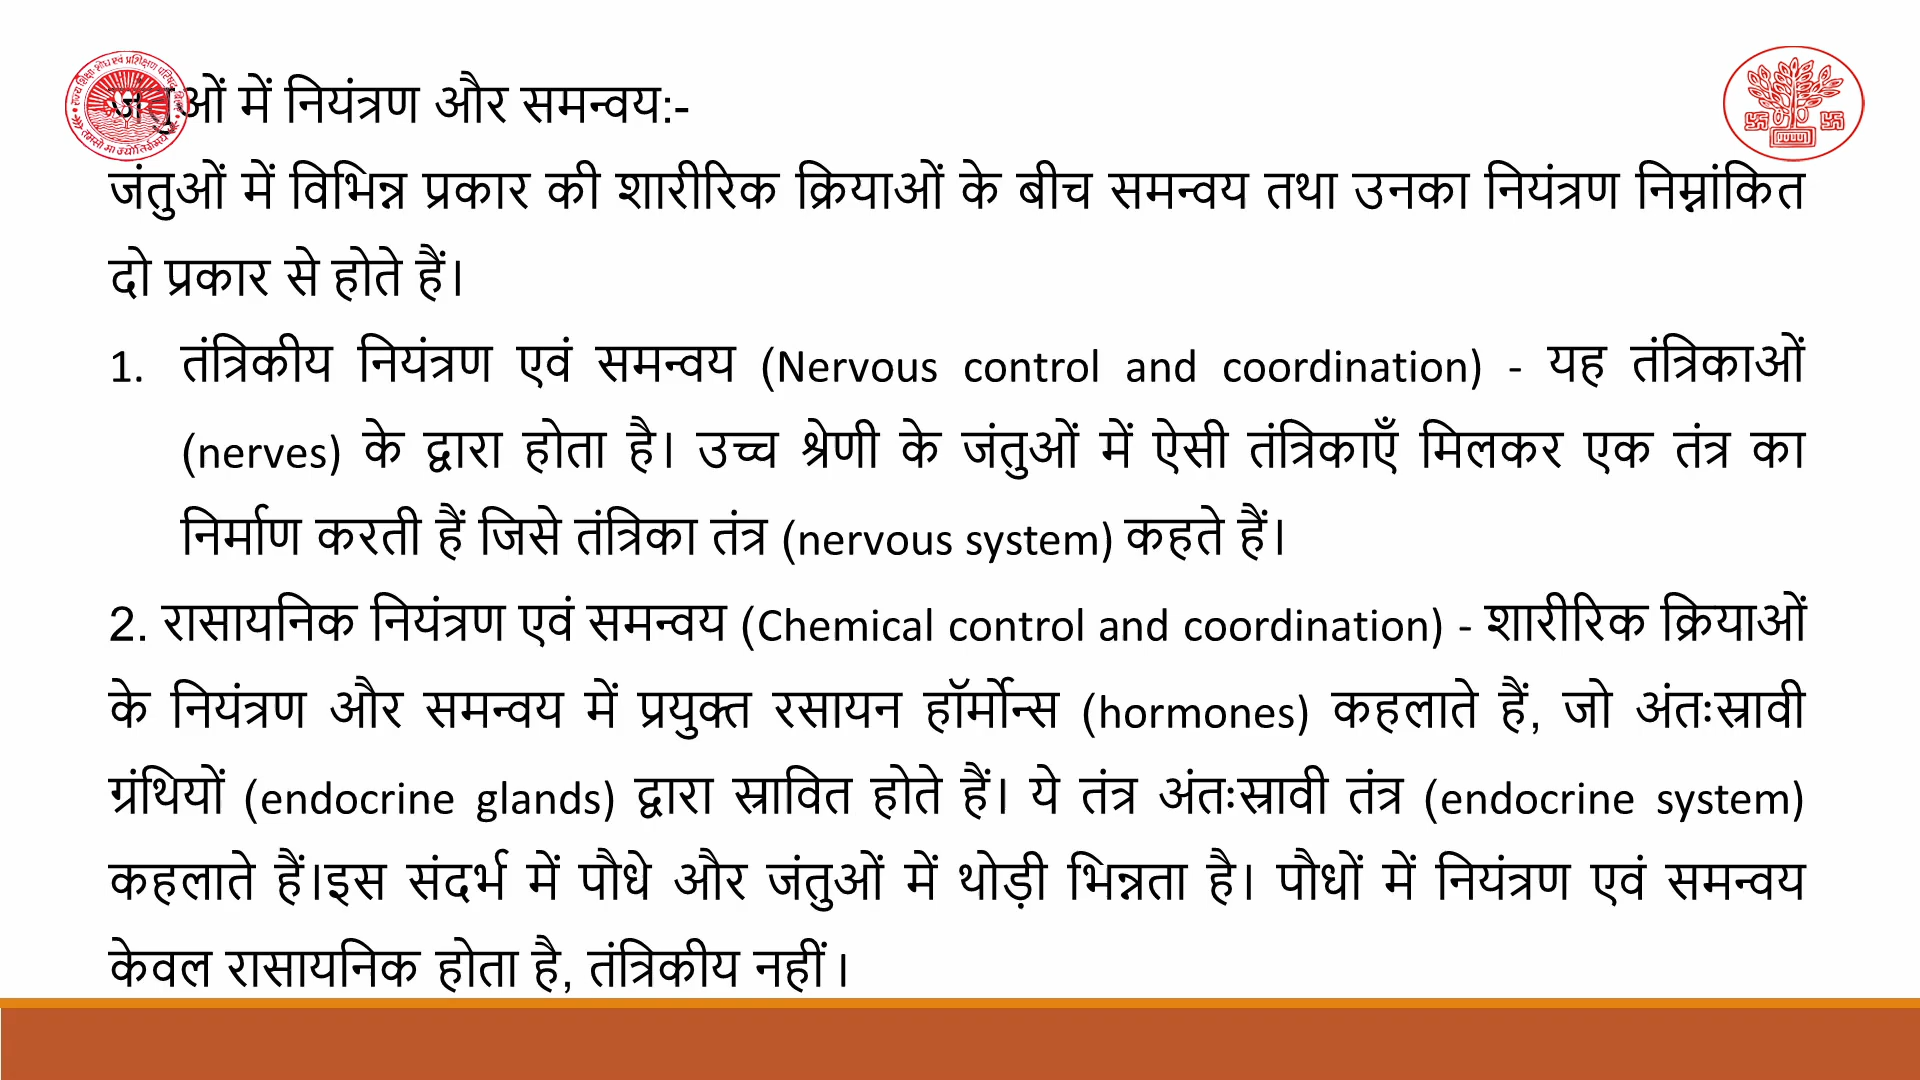 जंतुओं में नियंत्रण और समन्वय:-
जंतुओं में विभिन्न प्रकार की शारीरिक क्रियाओं के बीच समन्वय तथा उनका नियंत्रण निम्नांकित
दो प्रकार से होते हैं।
1. तंत्रिकीय नियंत्रण एवं समन्वय (Nervous control and coordination) - यह तंत्रिकाओं
(nerves) के द्वारा होता है। उच्च श्रेणी के जंतुओं में ऐसी तंत्रिकाएँ मिलकर एक तंत्र का
निर्माण करती हैं जिसे तंत्रिका तंत्र (nervous system) कहते हैं।
2. रासायनिक नियंत्रण एवं समन्वय (Chemical control and coordination) - शारीरिक क्रियाओं
के नियंत्रण और समन्वय में प्रयुक्त रसायन हॉर्मोन्स (hormones) कहलाते हैं, जो अंतःस्रावी
ग्रंथियों (endocrine glands) द्वारा स्रावित होते हैं। ये तंत्र अंतःस्रावी तंत्र (endocrine system)
कहलाते हैं।इस संदर्भ में पौधे और जंतुओं में थोड़ी भिन्नता है। पौधों में नियंत्रण एवं समन्वय
केवल रासायनिक होता है, तंत्रिकीय नहीं।